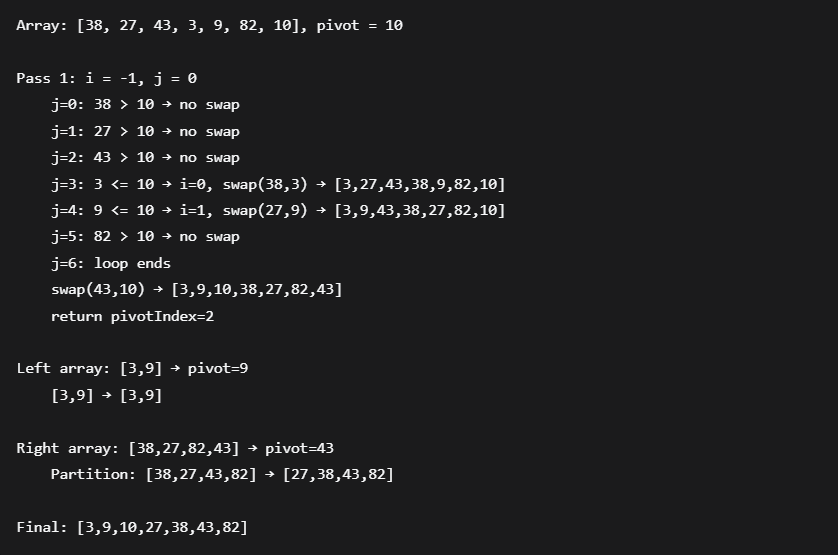 Array: [38, 27, 43, 3, 9, 82, 10], pivot = 10
Pass 1: i = -1, j = 0
j=0: 38 > 10 → no swap
j=1: 27 > 10 → no swap
j=2: 43 > 10 → no swap
j=3: 3 <= 10 → i=0, swap(38,3) → [3,27,43,38,9,82,10]
j=4: 9 <= 10 → i=1, swap(27,9) → [3,9,43,38,27,82,10]
j=5: 82 > 10 → no swap
j=6: loop ends
swap(43,10) → [3,9,10,38,27,82,43]
return pivotIndex=2
Left array: [3,9] → pivot=9
[3,9] → [3,9]
Right array: [38,27,82,43] → pivot=43
Partition: [38,27,43,82] → [27,38,43,82]
Final: [3,9,10,27,38,43,82]